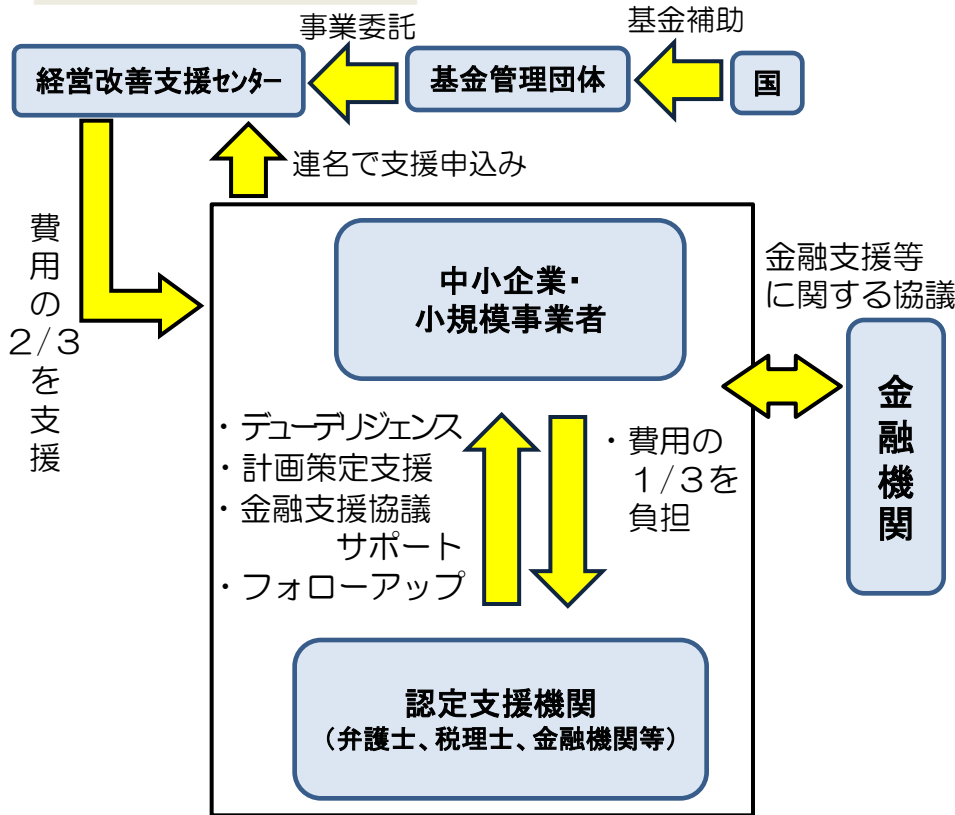 事業委託
基金補助
経営改善支援センター
基金管理団体
国
連名で支援申込み
費用の2/3を支援
中小企業・
小規模事業者
金融支援等
に関する協議
金融機関
・デューデリジェンス
・計画策定支援
・金融支援協議
サポート
・フォローアップ
・費用の
1/3を
負担
認定支援機関
（弁護士、税理士、金融機関等）